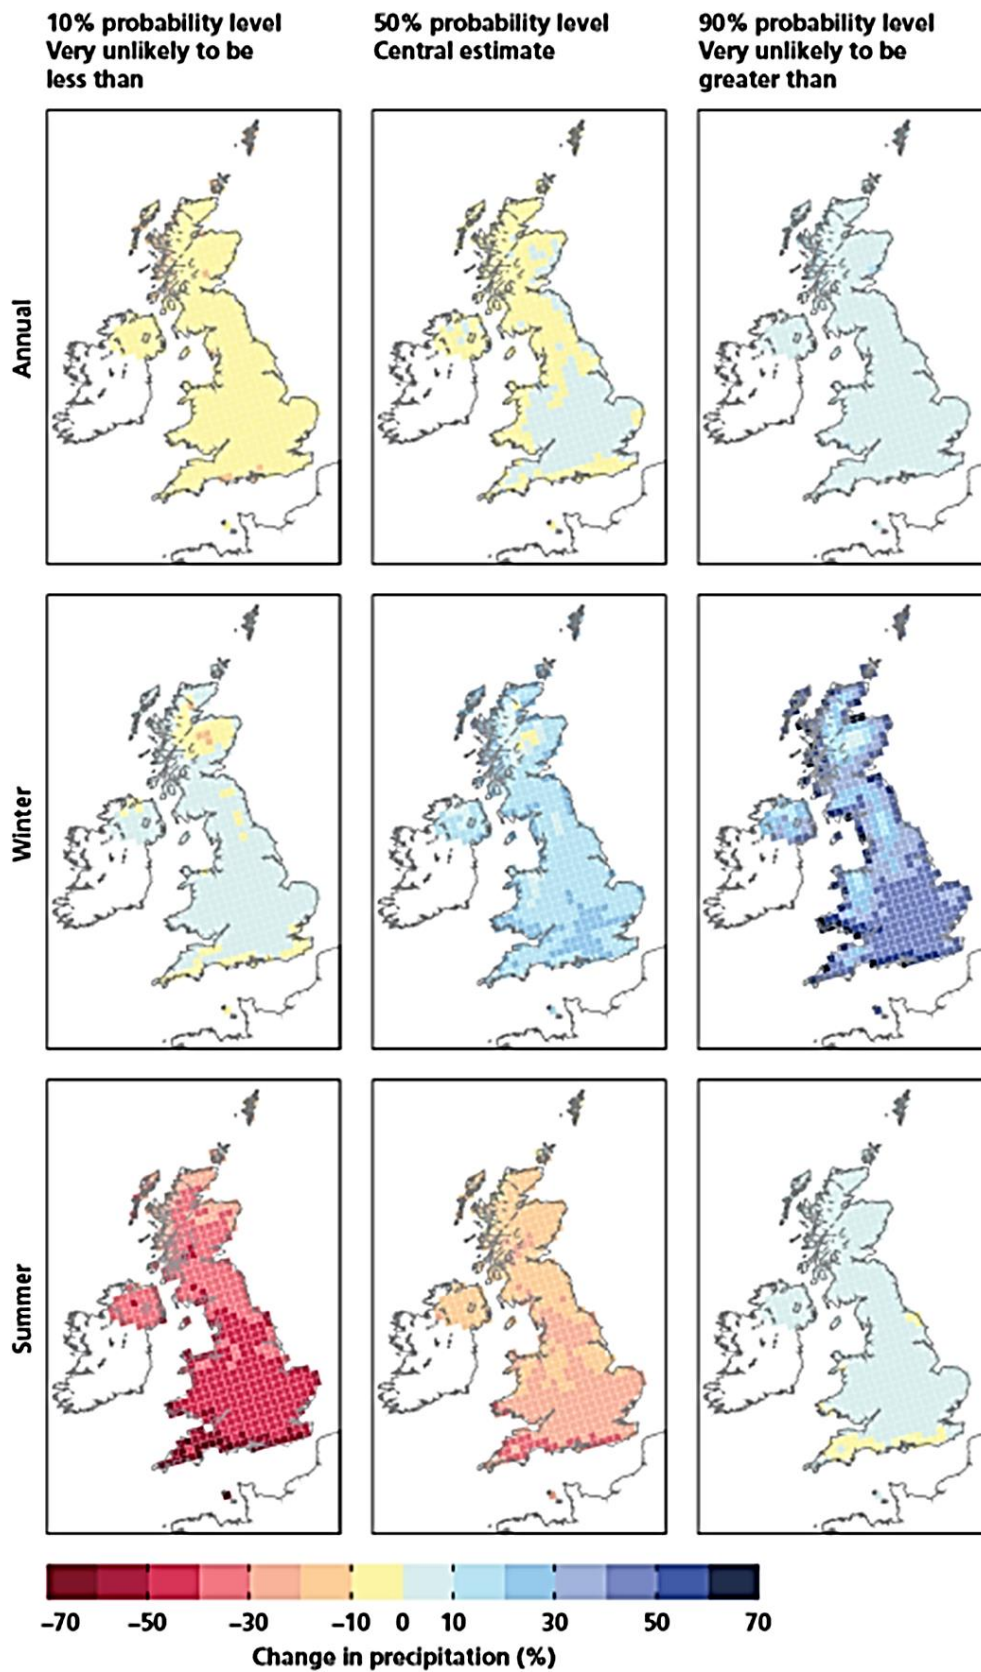 10% probability level
Very unlikely to be
less than
50% probability level
Central estimate
90% probability level
Very unlikely to be
greater than
Annual
Winter
Summer
–70 –50 –30 –10 0 10 30 50 70
Change in precipitation (%)